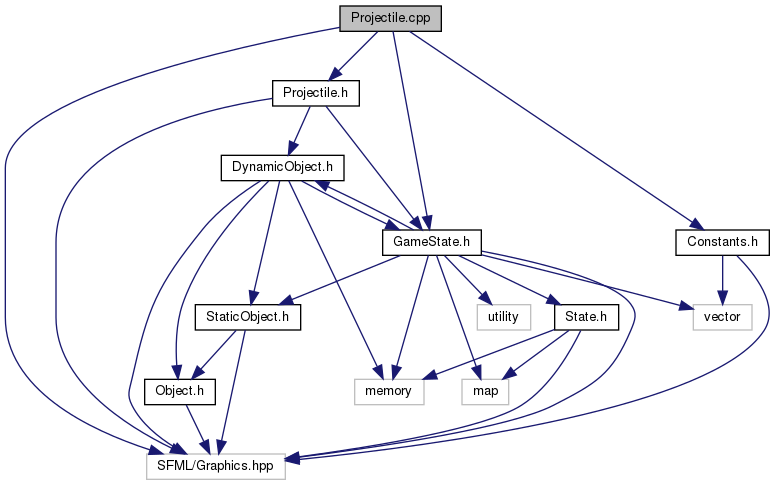 Projectile.cpp
Projectile.h
DynamicObject.h
GameState.h
Constants.h
StaticObject.h
utility
State.h
vector
Object.h
memory
map
SFML/Graphics.hpp